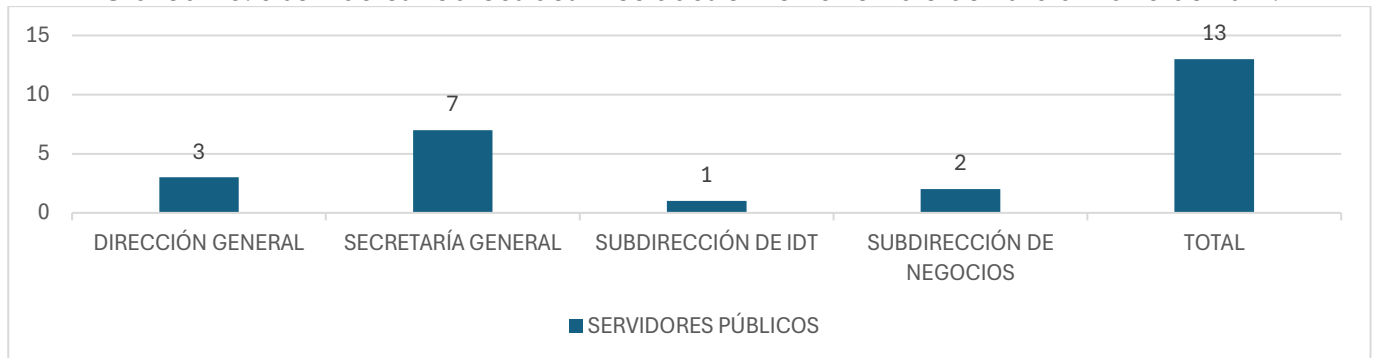 15
13
10
7
5
3
2
1
0
DIRECCIÓN GENERAL
SECRETARÍA GENERAL
SUBDIRECCIÓN DE IDT
SUBDIRECCIÓN DE
NEGOCIOS
TOTAL
SERVIDORES PÚBLICOS